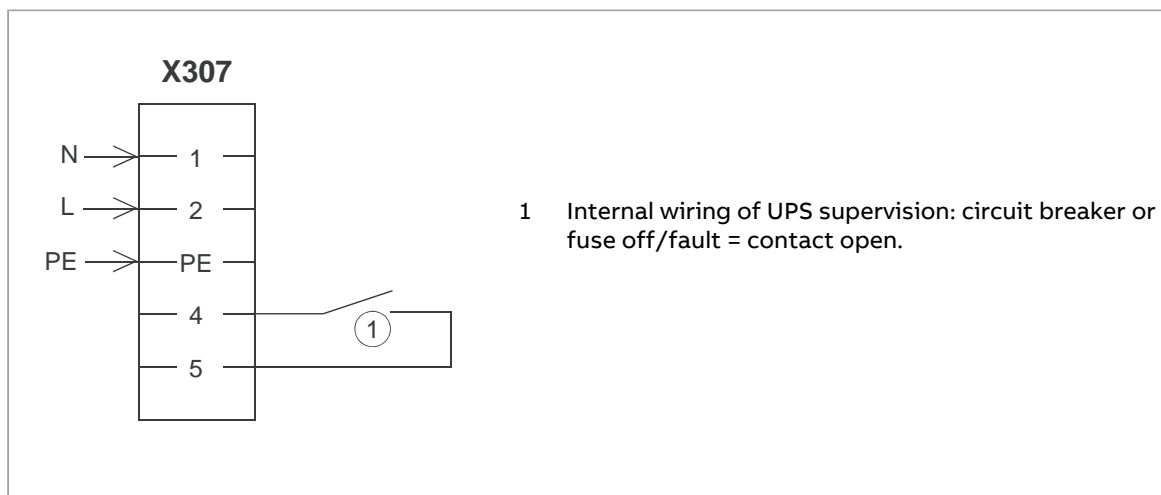 X307
N 1
L 2
PE PE
4
1
5
1 Internal wiring of UPS supervision: circuit breaker or
fuse off/fault = contact open.